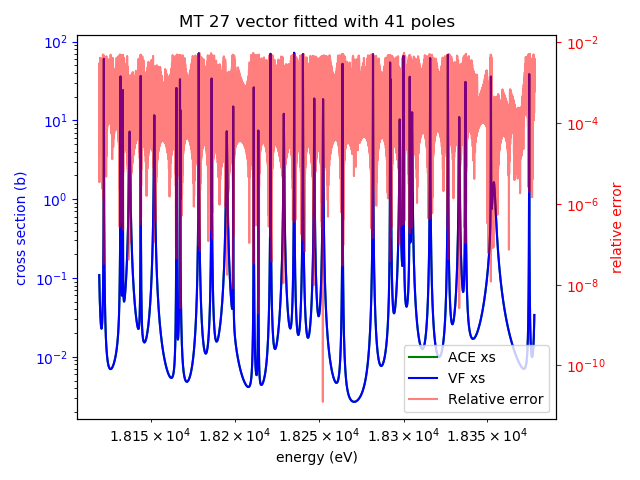 MT 27 vector fitted with 41 poles
cross section (b)
10²
10¹
10⁰
10⁻¹
10⁻²
10⁻²
10⁻⁴
10⁻⁶
10⁻⁸
10⁻¹⁰
relative error
ACE xs
VF xs
Relative error
1.815 × 10⁴ 1.82 × 10⁴ 1.825 × 10⁴ 1.83 × 10⁴ 1.835 × 10⁴
energy (eV)